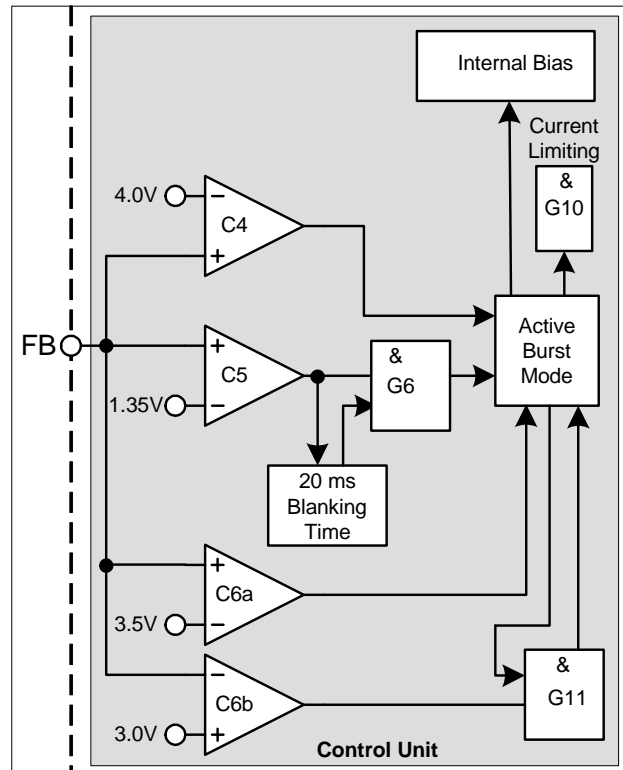 Internal Bias
Current
Limiting
&
G10
4.0V
−
C4
+
FB
+
C5
−
1.35V
&
G6
Active
Burst
Mode
20 ms
Blanking
Time
+
C6a
−
3.5V
−
C6b
+
3.0V
&
G11
Control Unit